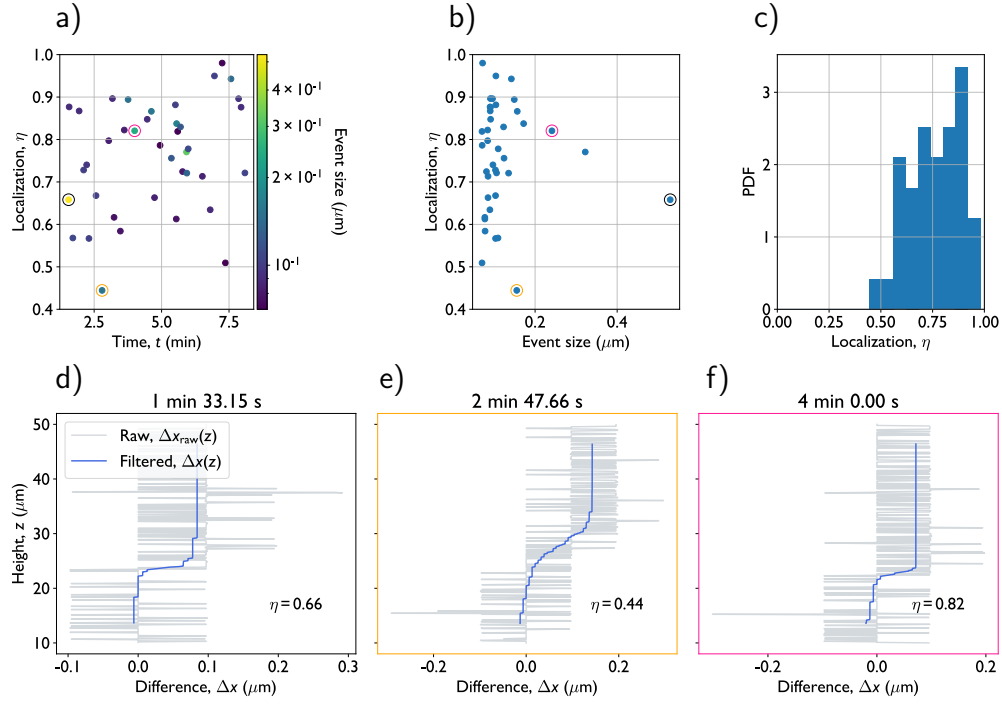 a)
1.0
0.9
0.8
0.7
0.6
0.5
0.4
Localization, η
2.5
5.0
7.5
Time, t (min)
4 × 10⁻¹
3 × 10⁻¹
2 × 10⁻¹
10⁻¹
Event size (μm)
b)
1.0
0.9
0.8
0.7
0.6
0.5
0.4
Localization, η
0.2
0.4
Event size (μm)
c)
3
2
1
0
PDF
0.00
0.25
0.50
0.75
1.00
Localization, η
d)
1 min 33.15 s
Raw, Δx_raw(z)
Filtered, Δx(z)
50
40
30
20
10
Height, z (μm)
η = 0.66
-0.1
0.0
0.1
0.2
0.3
Difference, Δx (μm)
e)
2 min 47.66 s
η = 0.44
-0.2
0.0
0.2
Difference, Δx (μm)
f)
4 min 0.00 s
η = 0.82
-0.2
0.0
0.2
Difference, Δx (μm)